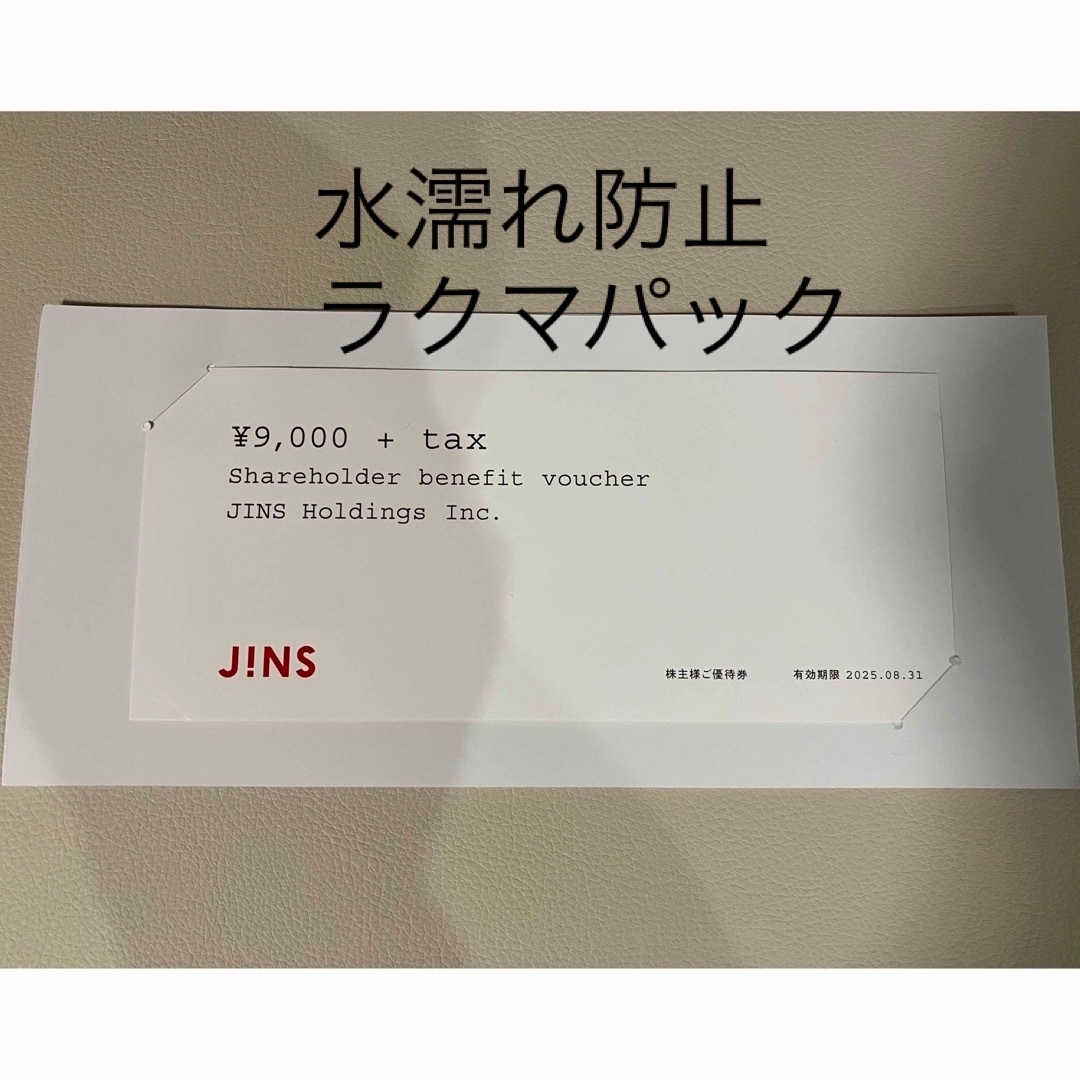 水濡れ防止
ラクマパック
¥9,000 + tax
Shareholder benefit voucher
JINS Holdings Inc.
J!NS
株主様ご優待券 有効期限 2025.08.31